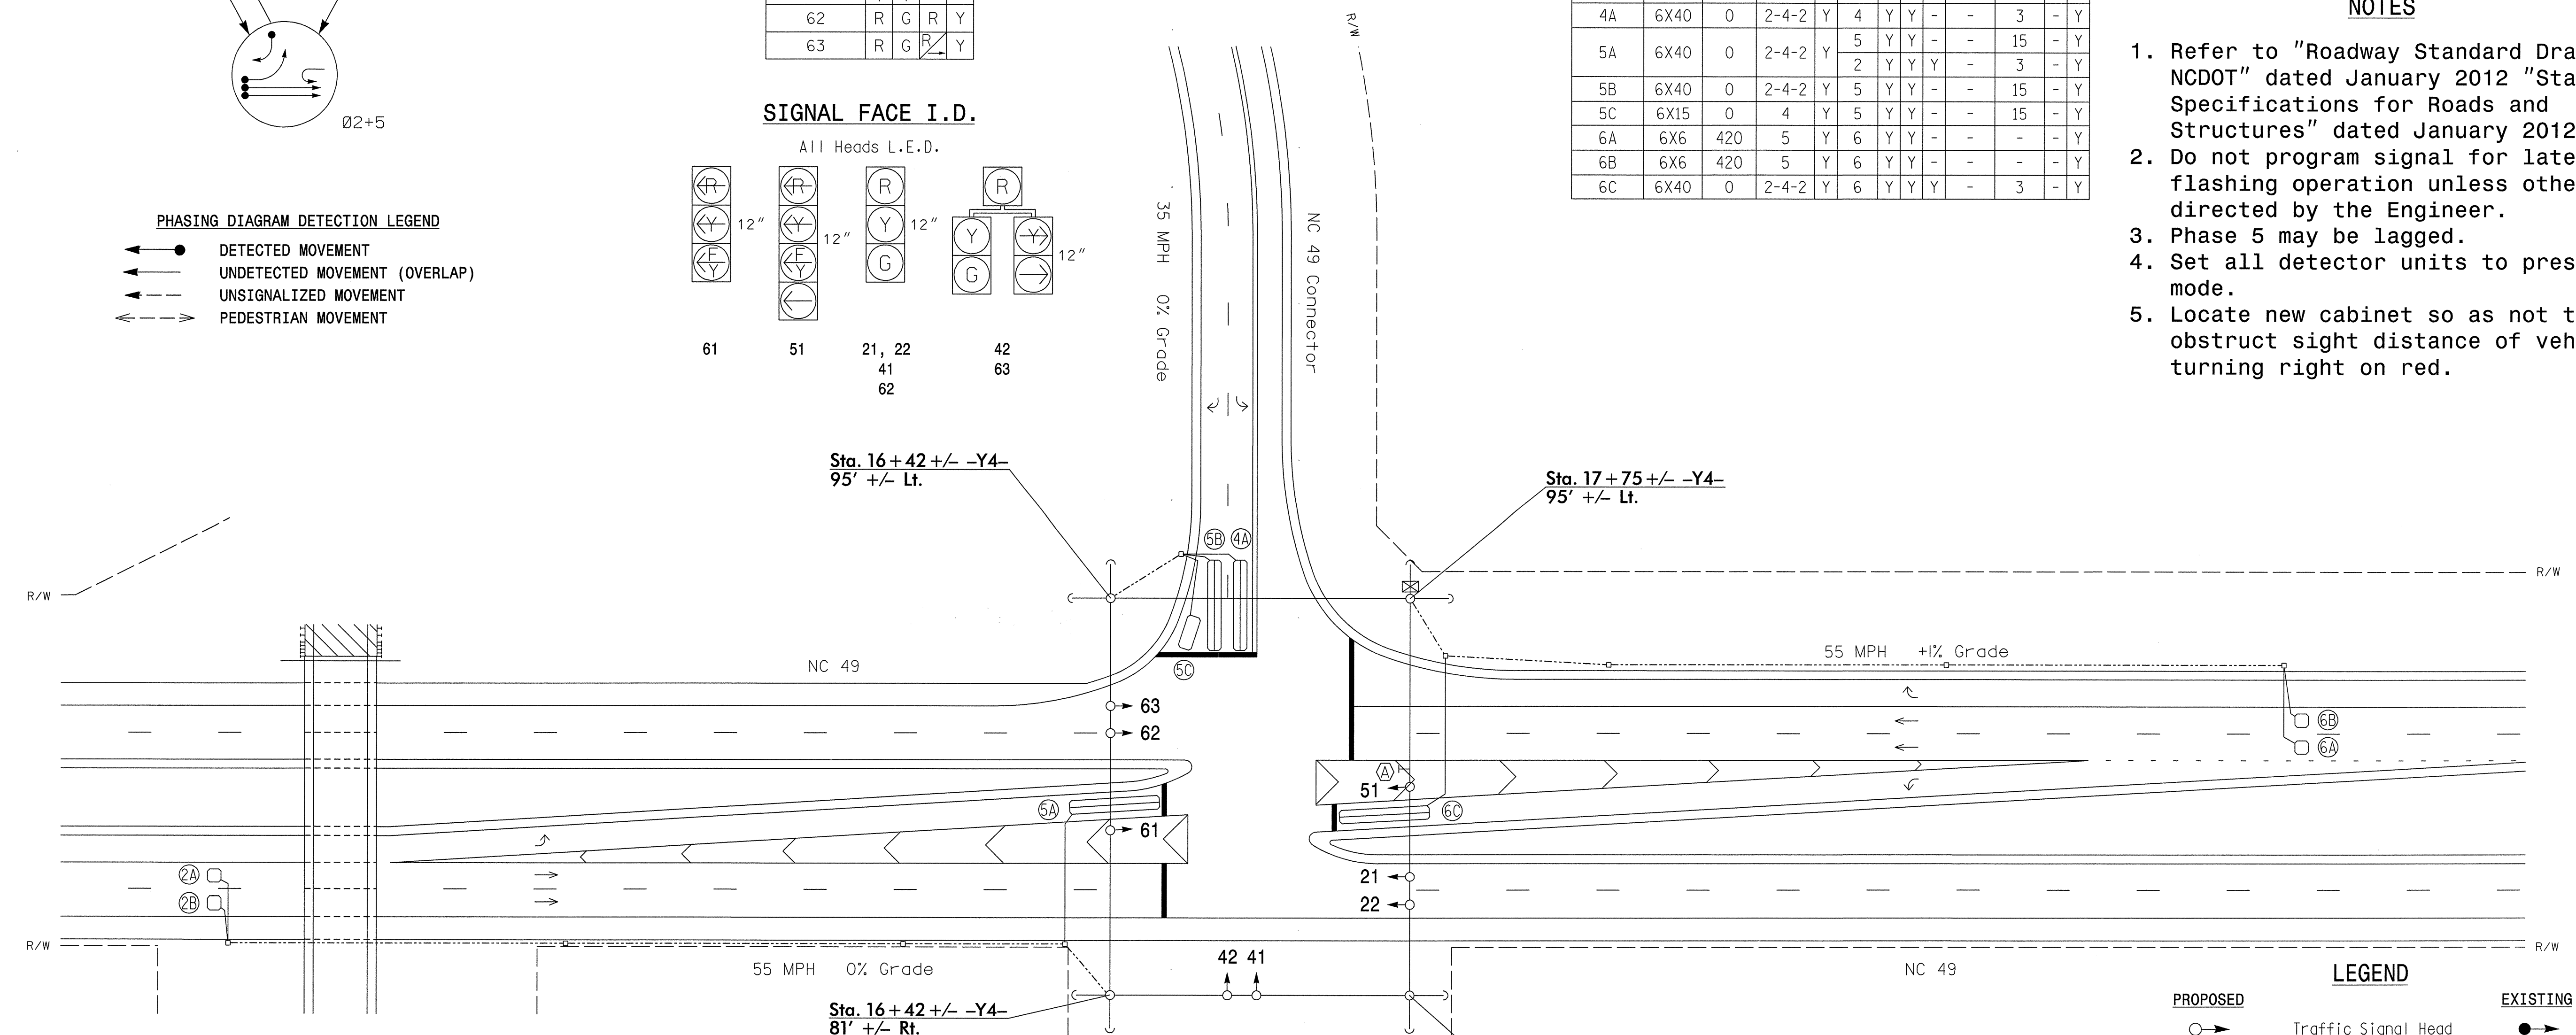 Ø2+5
PHASING DIAGRAM DETECTION LEGEND
DETECTED MOVEMENT
UNDETECTED MOVEMENT (OVERLAP)
UNSIGNALIZED MOVEMENT
PEDESTRIAN MOVEMENT
62 R G R Y
63 R G R Y
SIGNAL FACE I.D.
All Heads L.E.D.
R R R R
Y 12" Y 12" Y 12" Y Y 12"
F Y F Y G G
61 51 21, 22 42
41 63
62
4A 6X40 0 2-4-2 Y 4 Y Y - - 3 - Y
5A 6X40 0 2-4-2 Y 5 Y Y - - 15 - Y
2 Y Y Y - 3 - Y
5B 6X40 0 2-4-2 Y 5 Y Y - - 15 - Y
5C 6X15 0 4 Y 5 Y Y - - 15 - Y
6A 6X6 420 5 Y 6 Y Y - - - - Y
6B 6X6 420 5 Y 6 Y Y - - - - Y
6C 6X40 0 2-4-2 Y 6 Y Y Y - 3 - Y
NOTES
1. Refer to "Roadway Standard Dra
NCDOT" dated January 2012 "Sta
Specifications for Roads and
Structures" dated January 2012
2. Do not program signal for late
flashing operation unless othe
directed by the Engineer.
3. Phase 5 may be lagged.
4. Set all detector units to pres
mode.
5. Locate new cabinet so as not t
obstruct sight distance of veh
turning right on red.
R/W
35 MPH 0% Grade
NC 49 Connector
Sta. 16+42 +/- -Y4-
95' +/- Lt.
Sta. 17+75 +/- -Y4-
95' +/- Lt.
5B 4A
R/W
R/W
5C
NC 49
55 MPH +1% Grade
63
62
6B
6A
A
51
5A
6C
61
2A
2B
21
22
R/W
R/W
42 41
55 MPH 0% Grade
NC 49
Sta. 16+42 +/- -Y4-
81' +/- Rt.
LEGEND
PROPOSED EXISTING
Traffic Signal Head